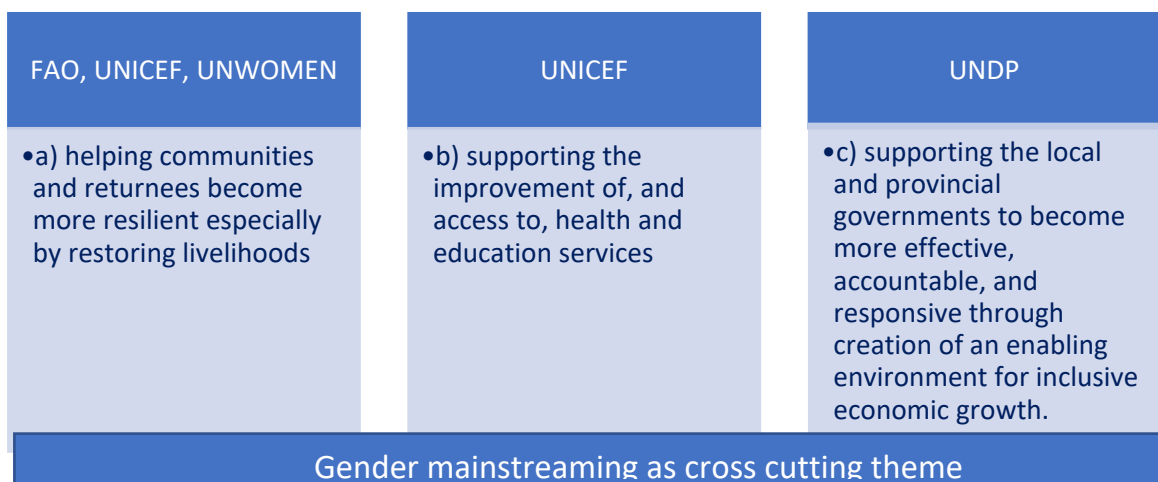 FAO, UNICEF, UNWOMEN
•a) helping communities
and returnees become
more resilient especially
by restoring livelihoods
UNICEF
•b) supporting the
improvement of, and
access to, health and
education services
UNDP
•c) supporting the local
and provincial
governments to become
more effective,
accountable, and
responsive through
creation of an enabling
environment for inclusive
economic growth.
Gender mainstreaming as cross cutting theme